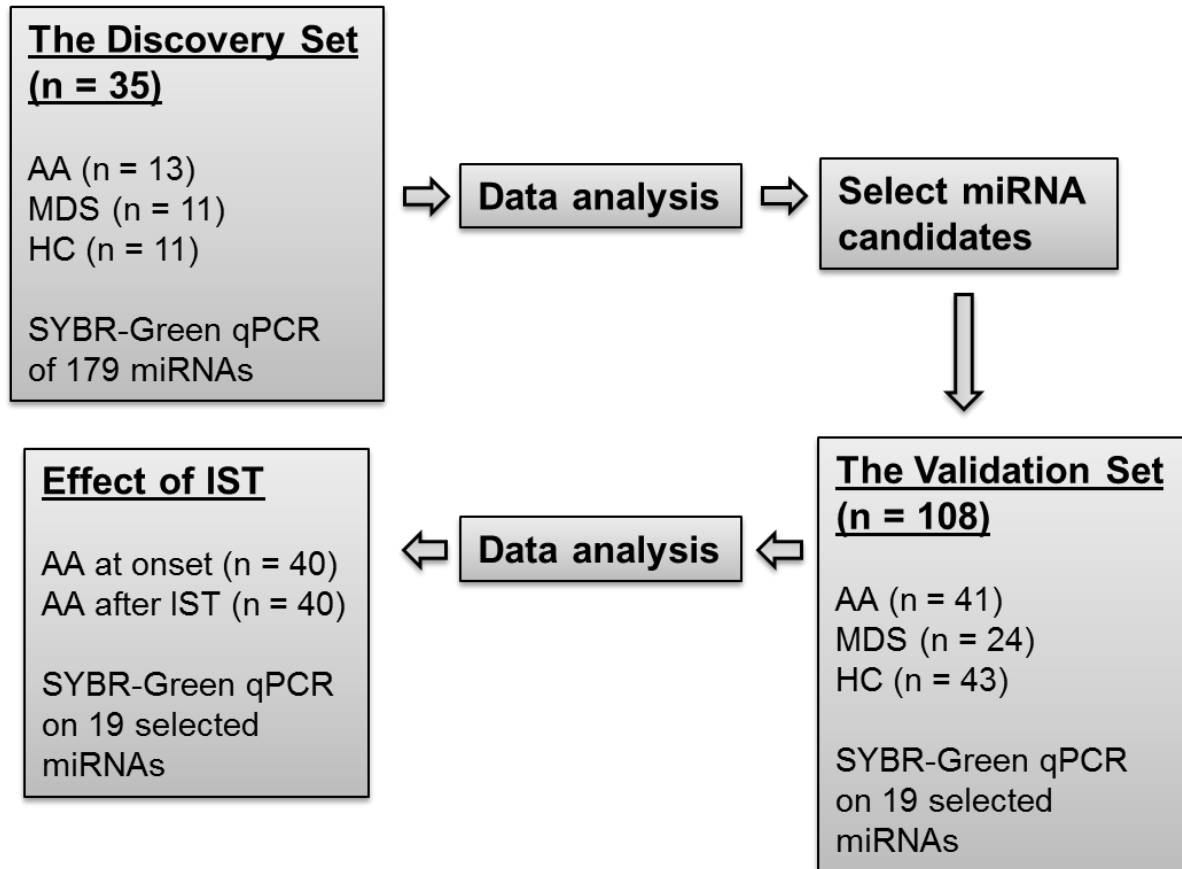 The Discovery Set
(n = 35)
AA (n = 13)
MDS (n = 11)
HC (n = 11)
SYBR-Green qPCR
of 179 miRNAs
Data analysis
Select miRNA
candidates
The Validation Set
(n = 108)
AA (n = 41)
MDS (n = 24)
HC (n = 43)
SYBR-Green qPCR
on 19 selected
miRNAs
Data analysis
Effect of IST
AA at onset (n = 40)
AA after IST (n = 40)
SYBR-Green qPCR
on 19 selected
miRNAs